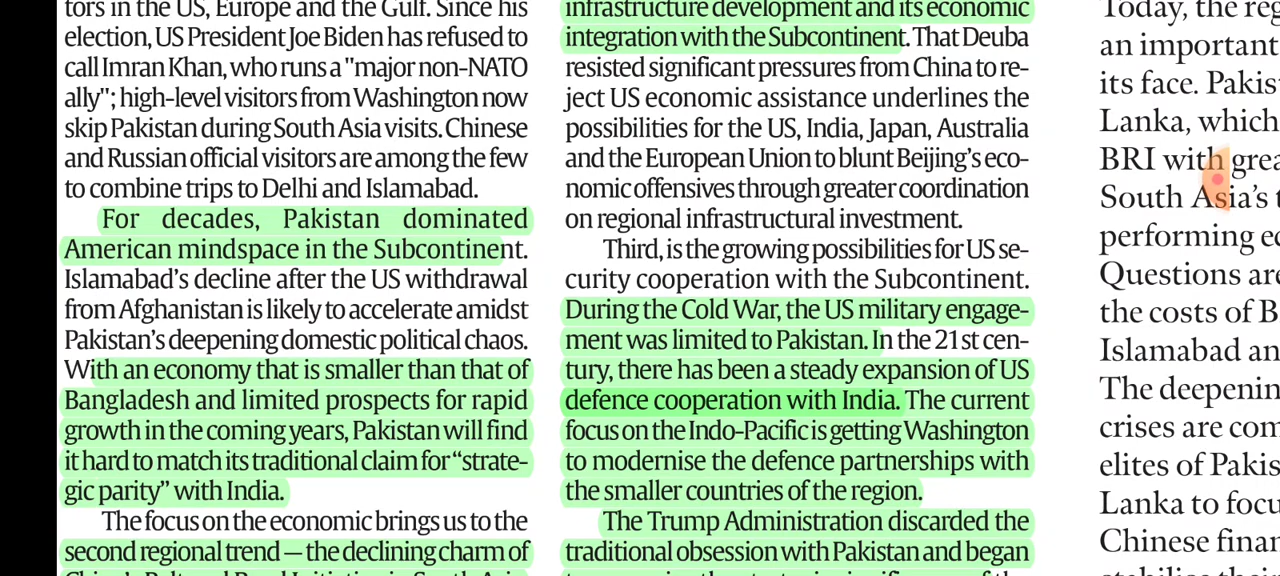 tors in the US, Europe and the Gulf. Since his
election, US President Joe Biden has refused to
call Imran Khan, who runs a "major non-NATO
ally"; high-level visitors from Washington now
skip Pakistan during South Asia visits. Chinese
and Russian official visitors are among the few
to combine trips to Delhi and Islamabad.
For decades, Pakistan dominated
American mindspace in the Subcontinent.
Islamabad's decline after the US withdrawal
from Afghanistan is likely to accelerate amidst
Pakistan's deepening domestic political chaos.
With an economy that is smaller than that of
Bangladesh and limited prospects for rapid
growth in the coming years, Pakistan will find
it hard to match its traditional claim for “strate-
gic parity” with India.
The focus on the economic brings us to the
second regional trend — the declining charm of
China's Belt and Road Initiative in South Asia
infrastructure development and its economic
integration with the Subcontinent. That Deuba
resisted significant pressures from China to re-
ject US economic assistance underlines the
possibilities for the US, India, Japan, Australia
and the European Union to blunt Beijing's eco-
nomic offensives through greater coordination
on regional infrastructural investment.
Third, is the growing possibilities for US se-
curity cooperation with the Subcontinent.
During the Cold War, the US military engage-
ment was limited to Pakistan. In the 21st cen-
tury, there has been a steady expansion of US
defence cooperation with India. The current
focus on the Indo-Pacific is getting Washington
to modernise the defence partnerships with
the smaller countries of the region.
The Trump Administration discarded the
traditional obsession with Pakistan and began
Today, the reg
an important
its face. Pakis
Lanka, which
BRI with grea
South Asia's t
performing ec
Questions are
the costs of B
Islamabad an
The deepenin
crises are com
elites of Pakis
Lanka to focu
Chinese finan